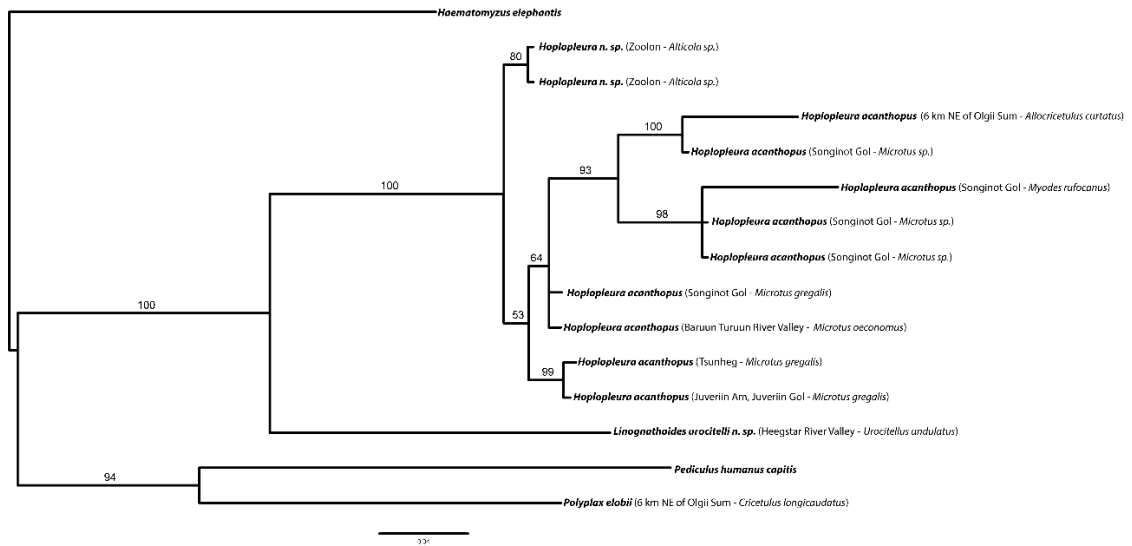 Haematomyzus elephantis
80
Hoplopleura n. sp. (Zoolon - Alticola sp.)
Hoplopleura n. sp. (Zoolon - Alticola sp.)
Hoplopleura acanthopus (6 km NE of Olgii Sum - Allocricetulus curtatus)
100
Hoplopleura acanthopus (Songinot Gol - Microtus sp.)
93
100
Hoplopleura acanthopus (Songinot Gol - Myodes rufocanus)
98
Hoplopleura acanthopus (Songinot Gol - Microtus sp.)
Hoplopleura acanthopus (Songinot Gol - Microtus sp.)
64
Hoplopleura acanthopus (Songinot Gol - Microtus gregalis)
100
53
Hoplopleura acanthopus (Baruun Turuun River Valley - Microtus oeconomus)
Hoplopleura acanthopus (Tsunheg - Microtus gregalis)
99
Hoplopleura acanthopus (Juveriin Am, Juveriin Gol - Microtus gregalis)
Linognathoides urocitelli n. sp. (Heegstar River Valley - Urocitellus undulatus)
94
Pediculus humanus capitis
Polyplax elobii (6 km NE of Olgii Sum - Cricetulus longicaudatus)
0.04